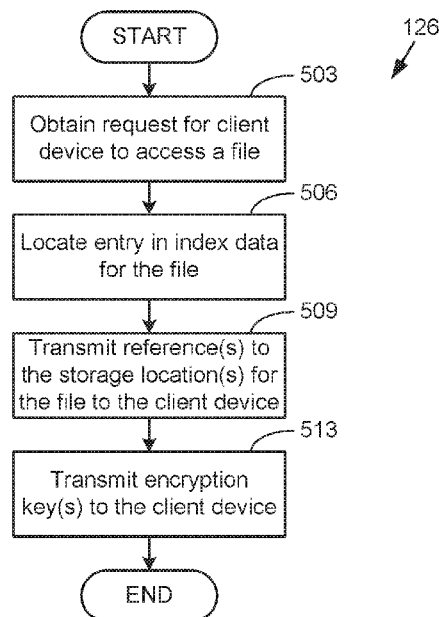 START
126
503
Obtain request for client
device to access a file
506
Locate entry in index data
for the file
509
Transmit reference(s) to
the storage location(s) for
the file to the client device
513
Transmit encryption
key(s) to the client device
END